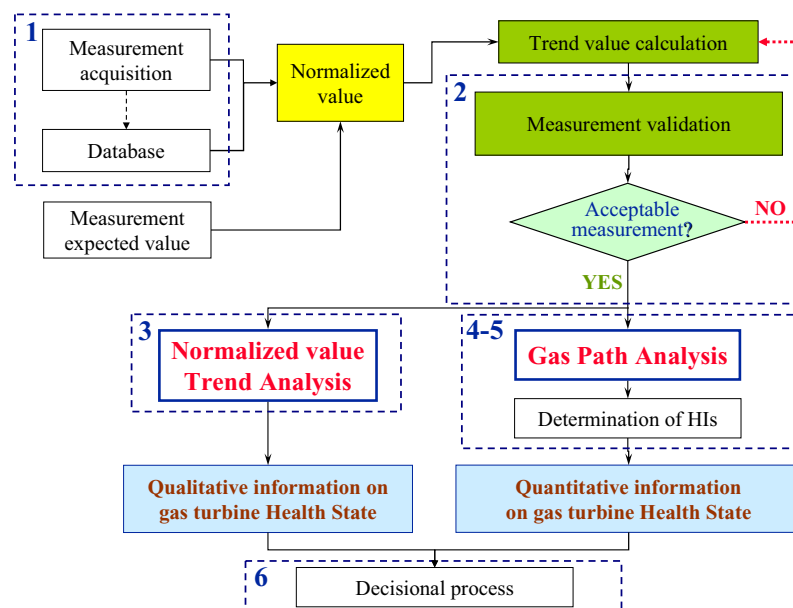 1
Measurement
acquisition
Database
Measurement
expected value
Normalized
value
Trend value calculation
2
Measurement validation
Acceptable
measurement?
NO
YES
3
Normalized value
Trend Analysis
4-5
Gas Path Analysis
Determination of HIs
Qualitative information on
gas turbine Health State
Quantitative information
on gas turbine Health State
6
Decisional process